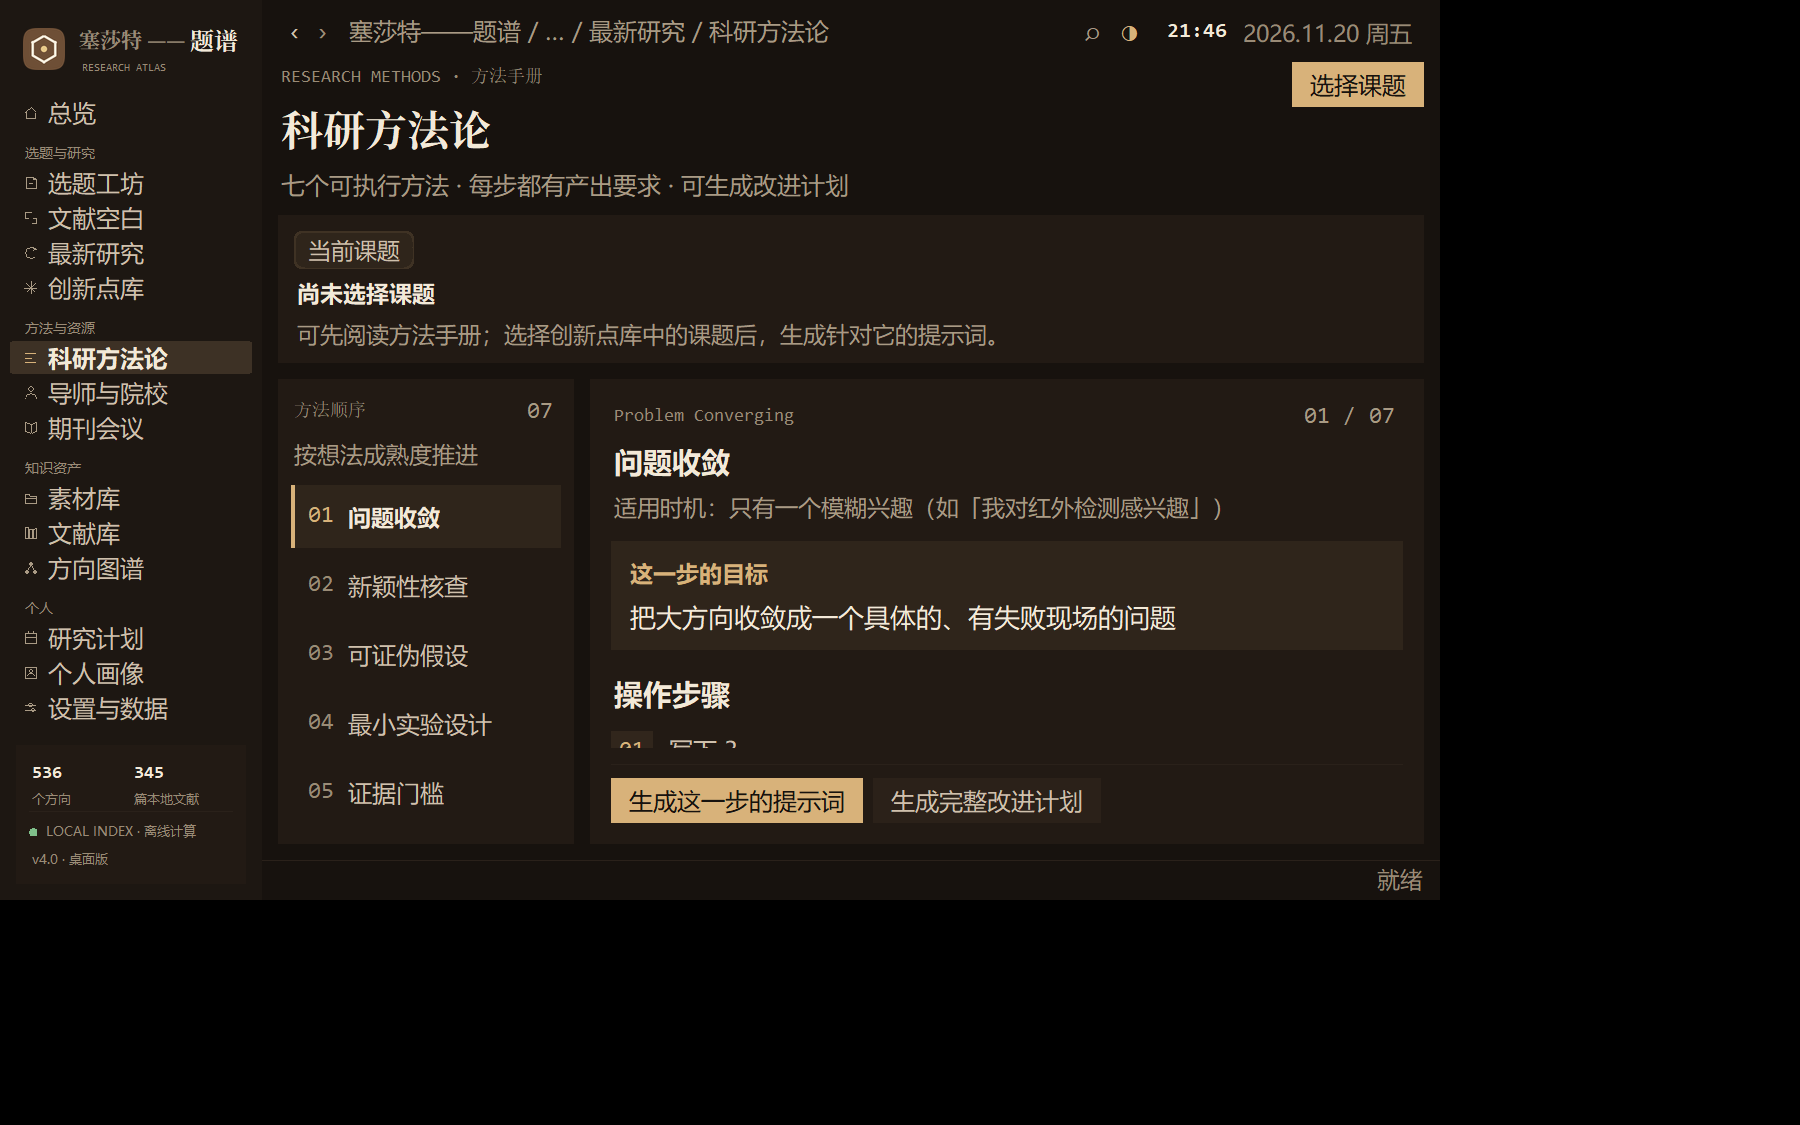 塞莎特 —— 题谱
RESEARCH ATLAS
总览
选题与研究
选题工坊
文献空白
最新研究
创新点库
方法与资源
科研方法论
导师与院校
期刊会议
知识资产
素材库
文献库
方向图谱
个人
研究计划
个人画像
设置与数据
536
个方向
345
篇本地文献
LOCAL INDEX · 离线计算
v4.0 · 桌面版
‹ › 塞莎特——题谱 / ... / 最新研究 / 科研方法论
21:46 2026.11.20 周五
RESEARCH METHODS · 方法手册
选择课题
科研方法论
七个可执行方法 · 每步都有产出要求 · 可生成改进计划
当前课题
尚未选择课题
可先阅读方法手册；选择创新点库中的课题后，生成针对它的提示词。
方法顺序 07
按想法成熟度推进
01 问题收敛
02 新颖性核查
03 可证伪假设
04 最小实验设计
05 证据门槛
Problem Converging 01 / 07
问题收敛
适用时机：只有一个模糊兴趣（如「我对红外检测感兴趣」）
这一步的目标
把大方向收敛成一个具体的、有失败现场的问题
操作步骤
01 写下
生成这一步的提示词
生成完整改进计划
就绪